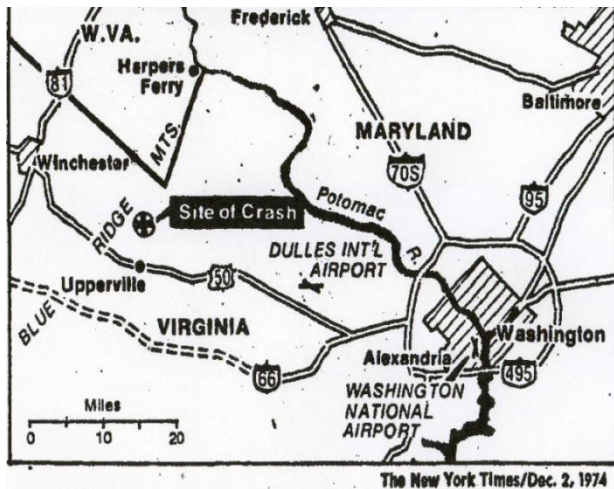 Frederick
W.VA.
Harpers
Ferry
81
Baltimore
MTS.
MARYLAND
Winchester
70S
95
Site of Crash
Potomac
R.
RIDGE
DULLES INT'L
AIRPORT
Upperville
50
BLUE
VIRGINIA
Washington
Alexandria
66
495
WASHINGTON
NATIONAL
AIRPORT
Miles
0 10 20
The New York Times/Dec. 2, 1974